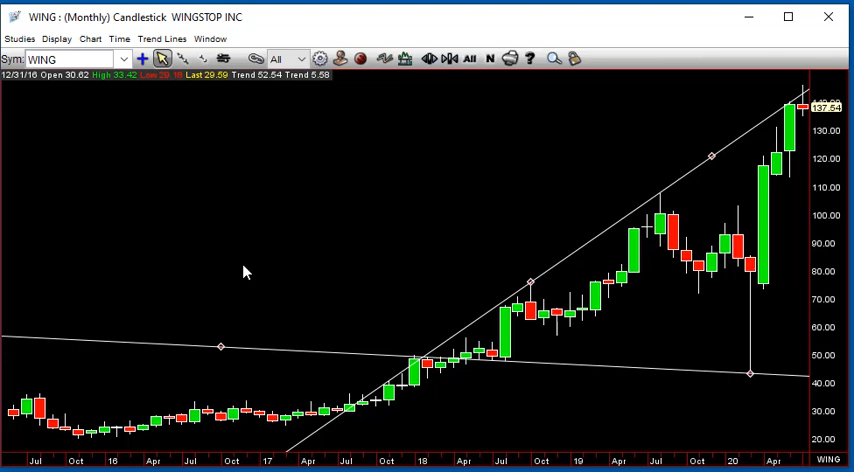 WING : (Monthly) Candlestick WINGSTOP INC
Studies Display Chart Time Trend Lines Window
Sym: WING All All N ?
12/31/16 Open 30.62 High 33.42 Low 29.18 Last 29.59 Trend 52.54 Trend 5.58
137.54
130.00
120.00
110.00
100.00
90.00
80.00
70.00
60.00
50.00
40.00
30.00
20.00
Jul Oct 16 Apr Jul Oct 17 Apr Jul Oct 18 Apr Jul Oct 19 Apr Jul Oct 20 Apr WING